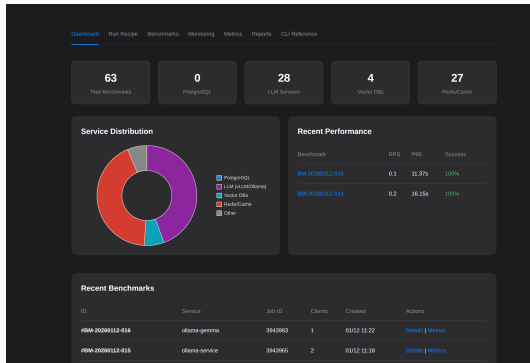 Dashboard Run Recipe Benchmarks Monitoring Metrics Reports CLI Reference
63 0 28 4 27
Total Benchmarks PostgreSQL LLM Services Vector DBs Redis/Cache
Service Distribution
PostgreSQL
LLM (vLLM/Ollama)
Vector DBs
Redis/Cache
Other
Recent Performance
Benchmark RPS P99 Success
BM-20260112-016 0.1 11.37s 100%
BM-20260112-014 0.2 16.15s 100%
Recent Benchmarks
ID Service Job ID Clients Created Actions
#BM-20260112-016 ollama-gemma 3943983 1 01/12 11:22 Details | Metrics
#BM-20260112-015 ollama-service 3943965 2 01/12 11:18 Details | Metrics